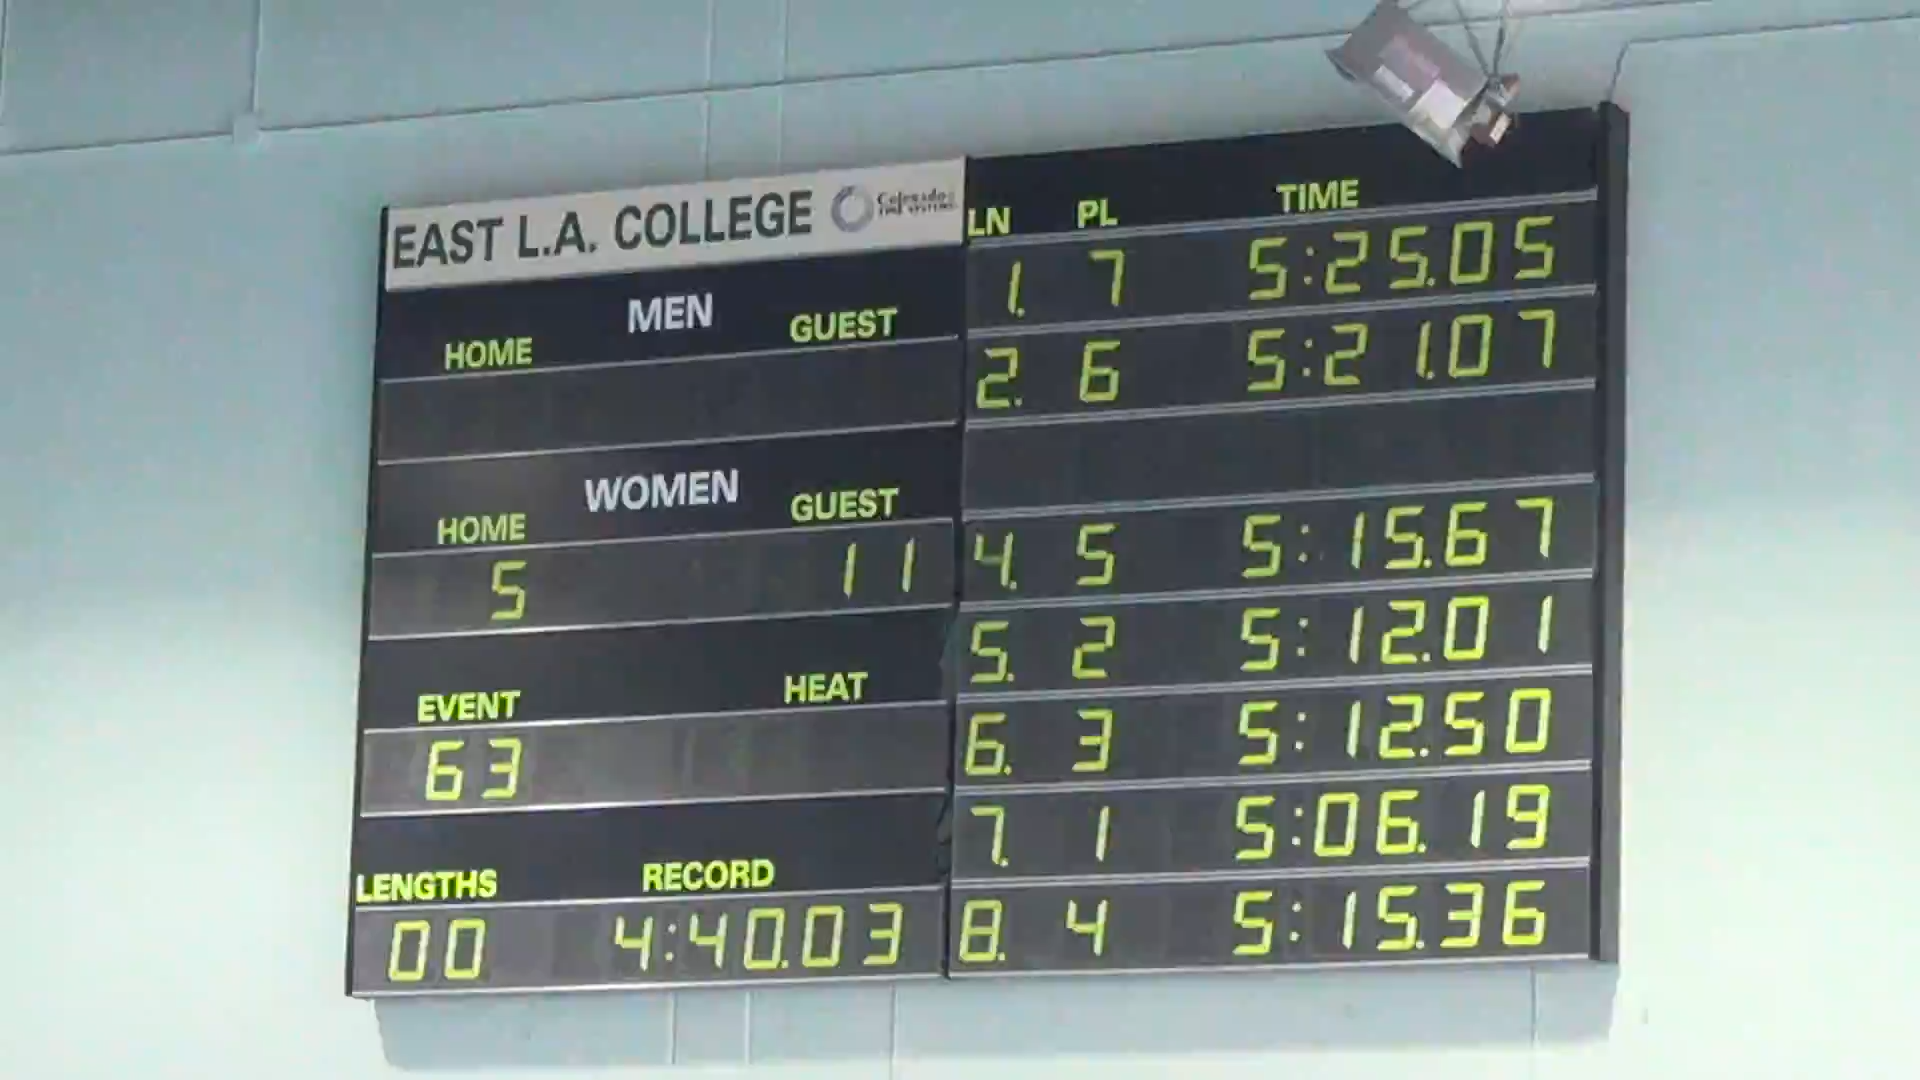 EAST L.A. COLLEGE Colorado TIME SYSTEMS
MEN
HOME GUEST
WOMEN
HOME GUEST
5 11
EVENT HEAT
63
LENGTHS RECORD
00 4:40.03
LN PL TIME
1. 7 5:25.05
2. 6 5:21.07
4. 5 5:15.67
5. 2 5:12.01
6. 3 5:12.50
7. 1 5:06.19
8. 4 5:15.36